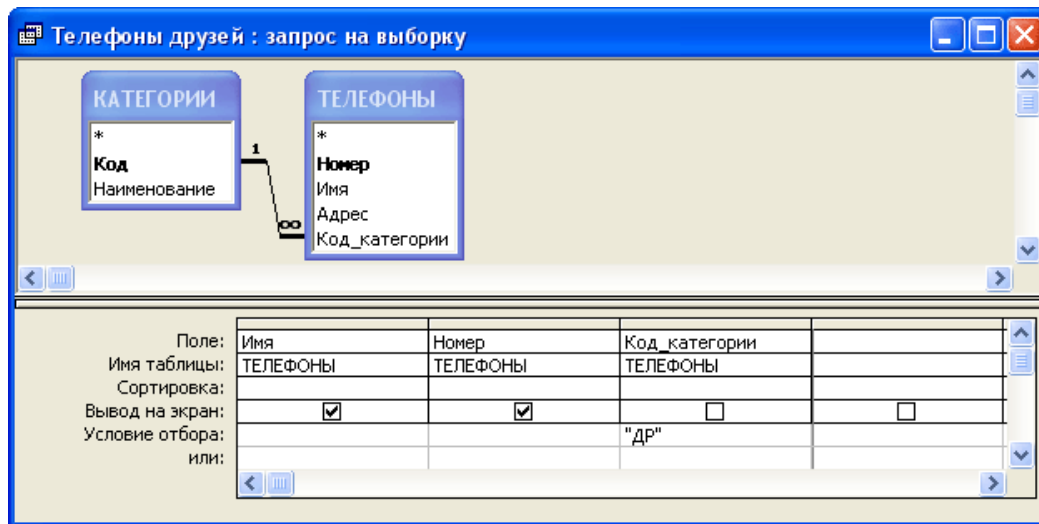 Телефоны друзей : запрос на выборку
КАТЕГОРИИ
*
Код
Наименование
1
∞
ТЕЛЕФОНЫ
*
Номер
Имя
Адрес
Код_категории
Поле: Имя Номер Код_категории
Имя таблицы: ТЕЛЕФОНЫ ТЕЛЕФОНЫ ТЕЛЕФОНЫ
Сортировка:
Вывод на экран:
Условие отбора: "ДР"
или: